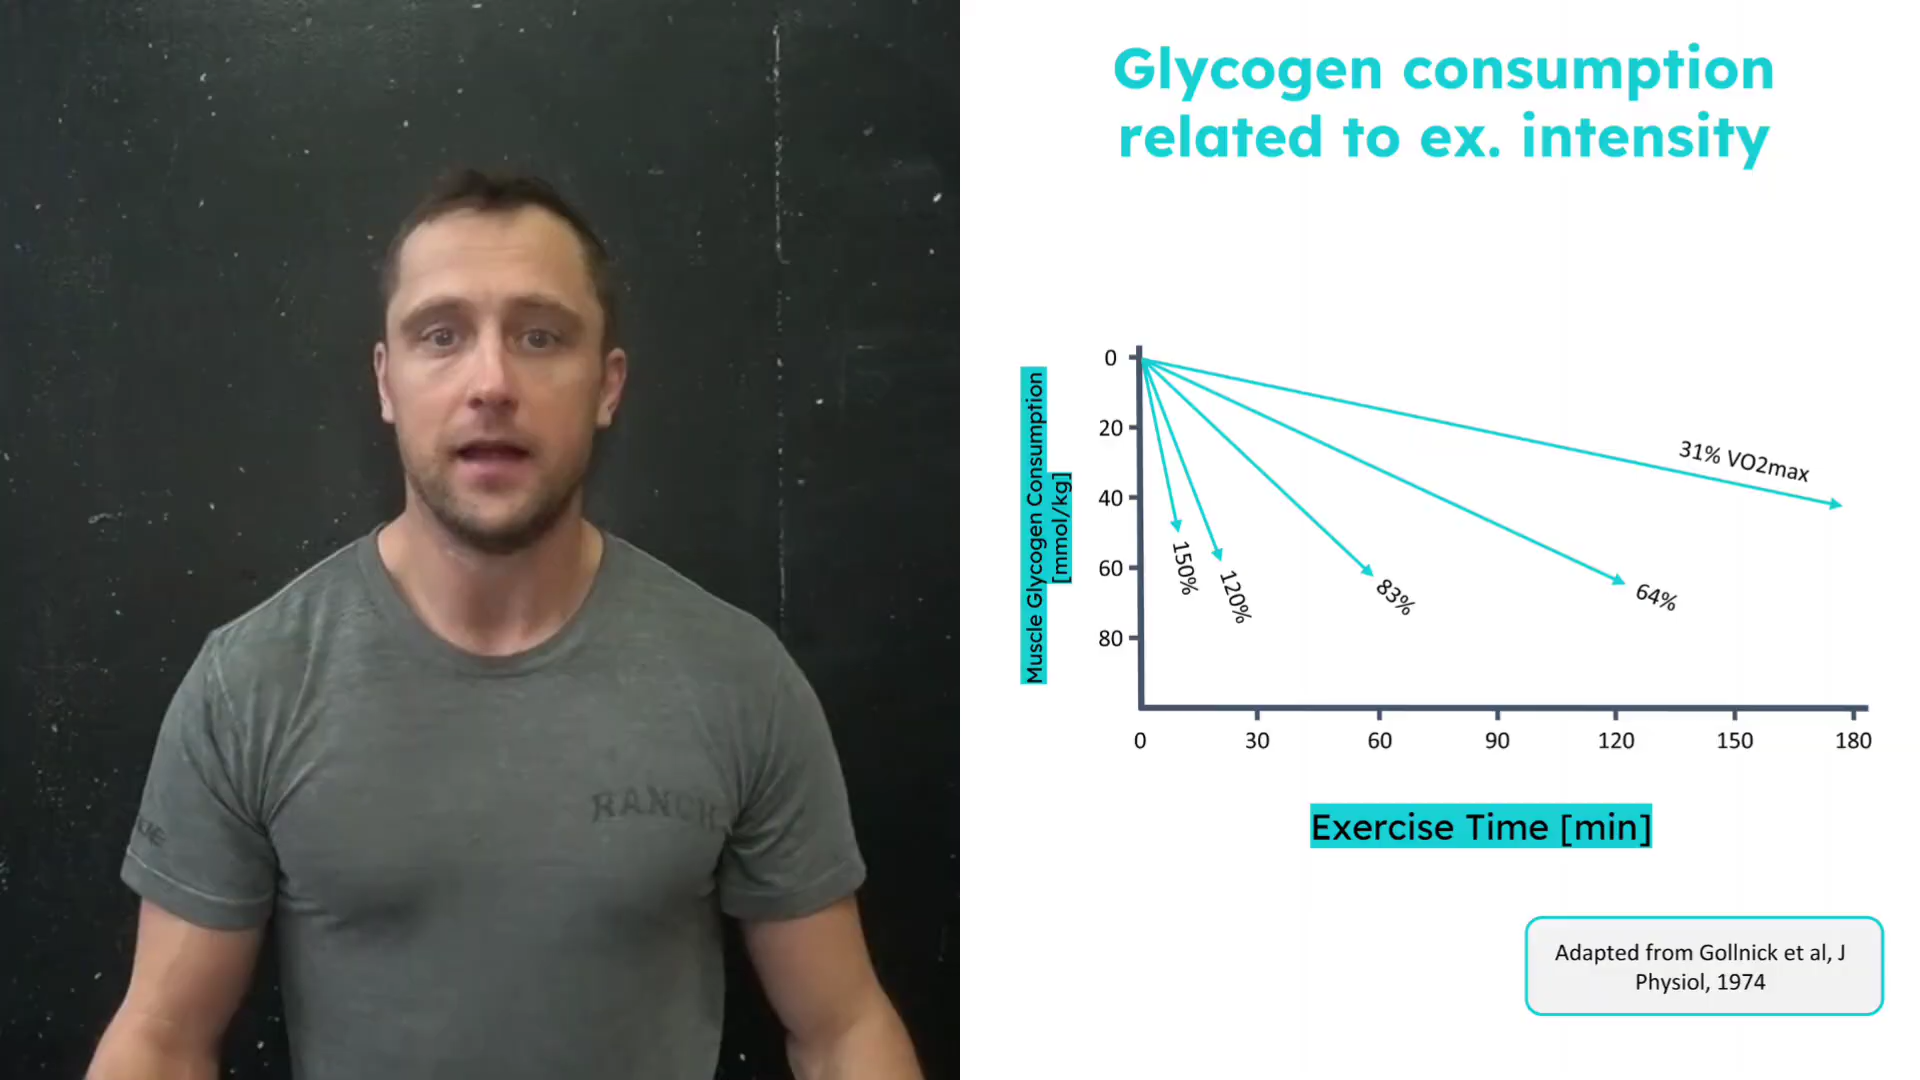 Glycogen consumption
related to ex. intensity
Muscle Glycogen Consumption
[mmol/kg]
0
20
40
60
80
31% VO2max
150%
120%
83%
64%
0 30 60 90 120 150 180
Exercise Time [min]
Adapted from Gollnick et al, J
Physiol, 1974
RANCH